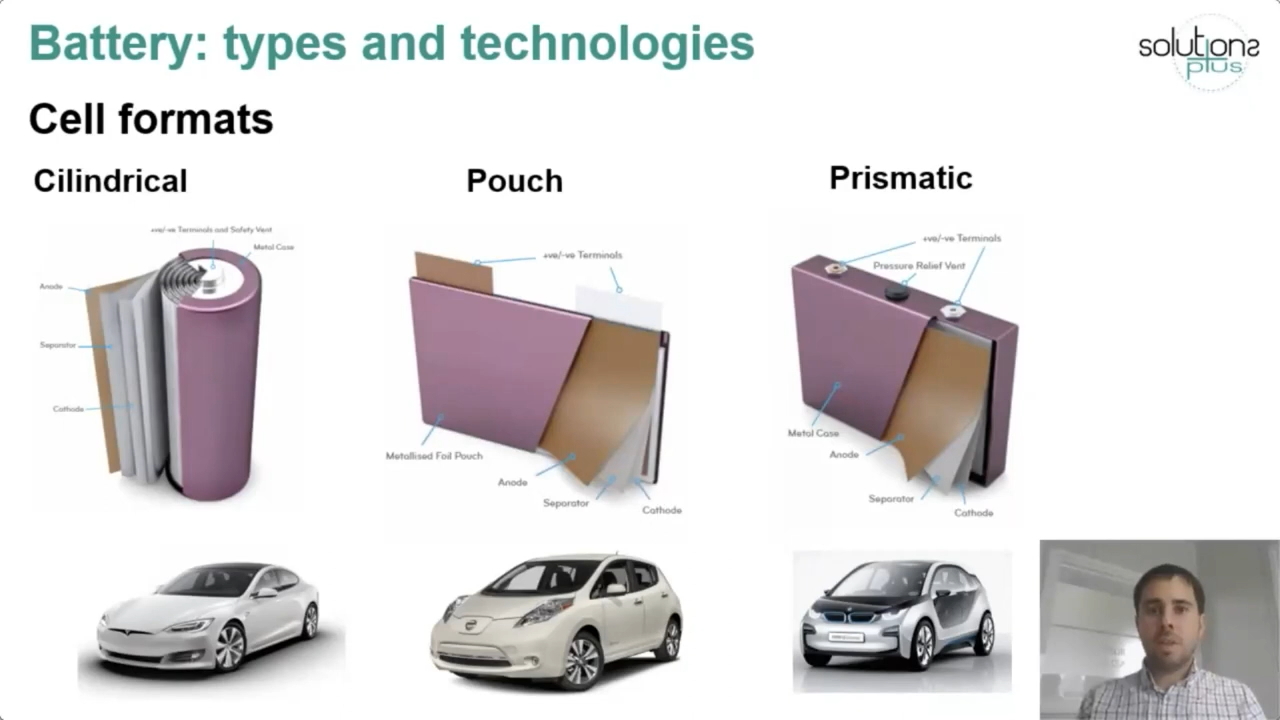 Battery: types and technologies
solutions
plus
Cell formats
Cilindrical
Pouch
Prismatic
+ve/-ve Terminals and Safety Vent
Metal Case
Anode
Separator
Cathode
+ve/-ve Terminals
Metallised Foil Pouch
Anode
Separator
Cathode
+ve/-ve Terminals
Pressure Relief Vent
Metal Case
Anode
Separator
Cathode